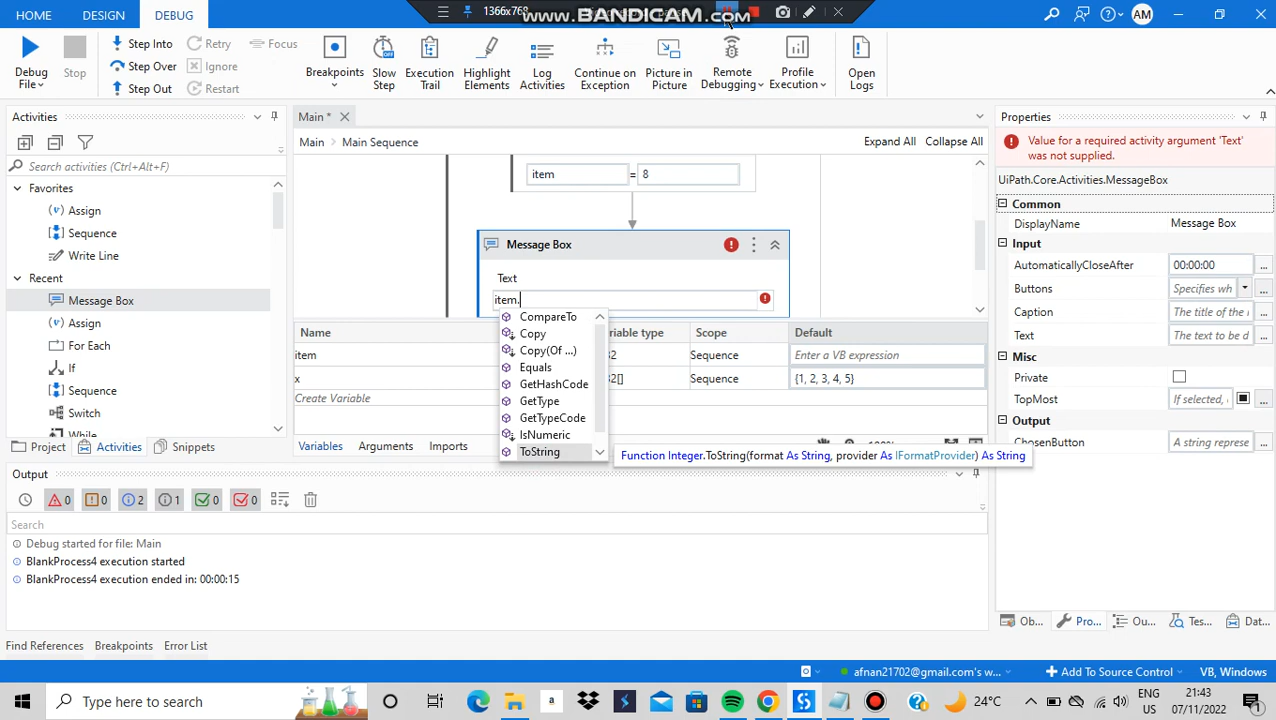 HOME DESIGN DEBUG
1366x768
www.BANDICAM.com
AM
Debug File
Stop
Step Into
Step Over
Step Out
Retry
Ignore
Restart
Focus
Breakpoints
Slow Step
Execution Trail
Highlight Elements
Log Activities
Continue on Exception
Picture in Picture
Remote Debugging
Profile Execution
Open Logs
Activities
Search activities (Ctrl+Alt+F)
Favorites
Assign
Sequence
Write Line
Recent
Message Box
Assign
For Each
If
Sequence
Switch
While
Project Activities Snippets
Main *
Main Main Sequence
Expand All Collapse All
item = 8
Message Box
Text
item.
CompareTo
Copy
Copy(Of ...)
Equals
GetHashCode
GetType
GetTypeCode
IsNumeric
ToString
Function Integer.ToString(format As String, provider As IFormatProvider) As String
Name riable type Scope Default
item 32 Sequence Enter a VB expression
x 32[] Sequence {1, 2, 3, 4, 5}
Create Variable
Variables Arguments Imports 100%
Properties
Value for a required activity argument 'Text' was not supplied.
UiPath.Core.Activities.MessageBox
Common
DisplayName Message Box
Input
AutomaticallyCloseAfter 00:00:00 ...
Buttons Specifies wh ...
Caption The title of the ...
Text The text to be d ...
Misc
Private
TopMost If selected, ...
Output
ChosenButton A string represe ...
Ob... Pro... Ou... Tes... Dat...
Output
0 0 2 1 0 0
Search
Debug started for file: Main
BlankProcess4 execution started
BlankProcess4 execution ended in: 00:00:15
Find References Breakpoints Error List
afnan21702@gmail.com's w... Add To Source Control VB, Windows
Type here to search
a
24°C
ENG
US
21:43
07/11/2022